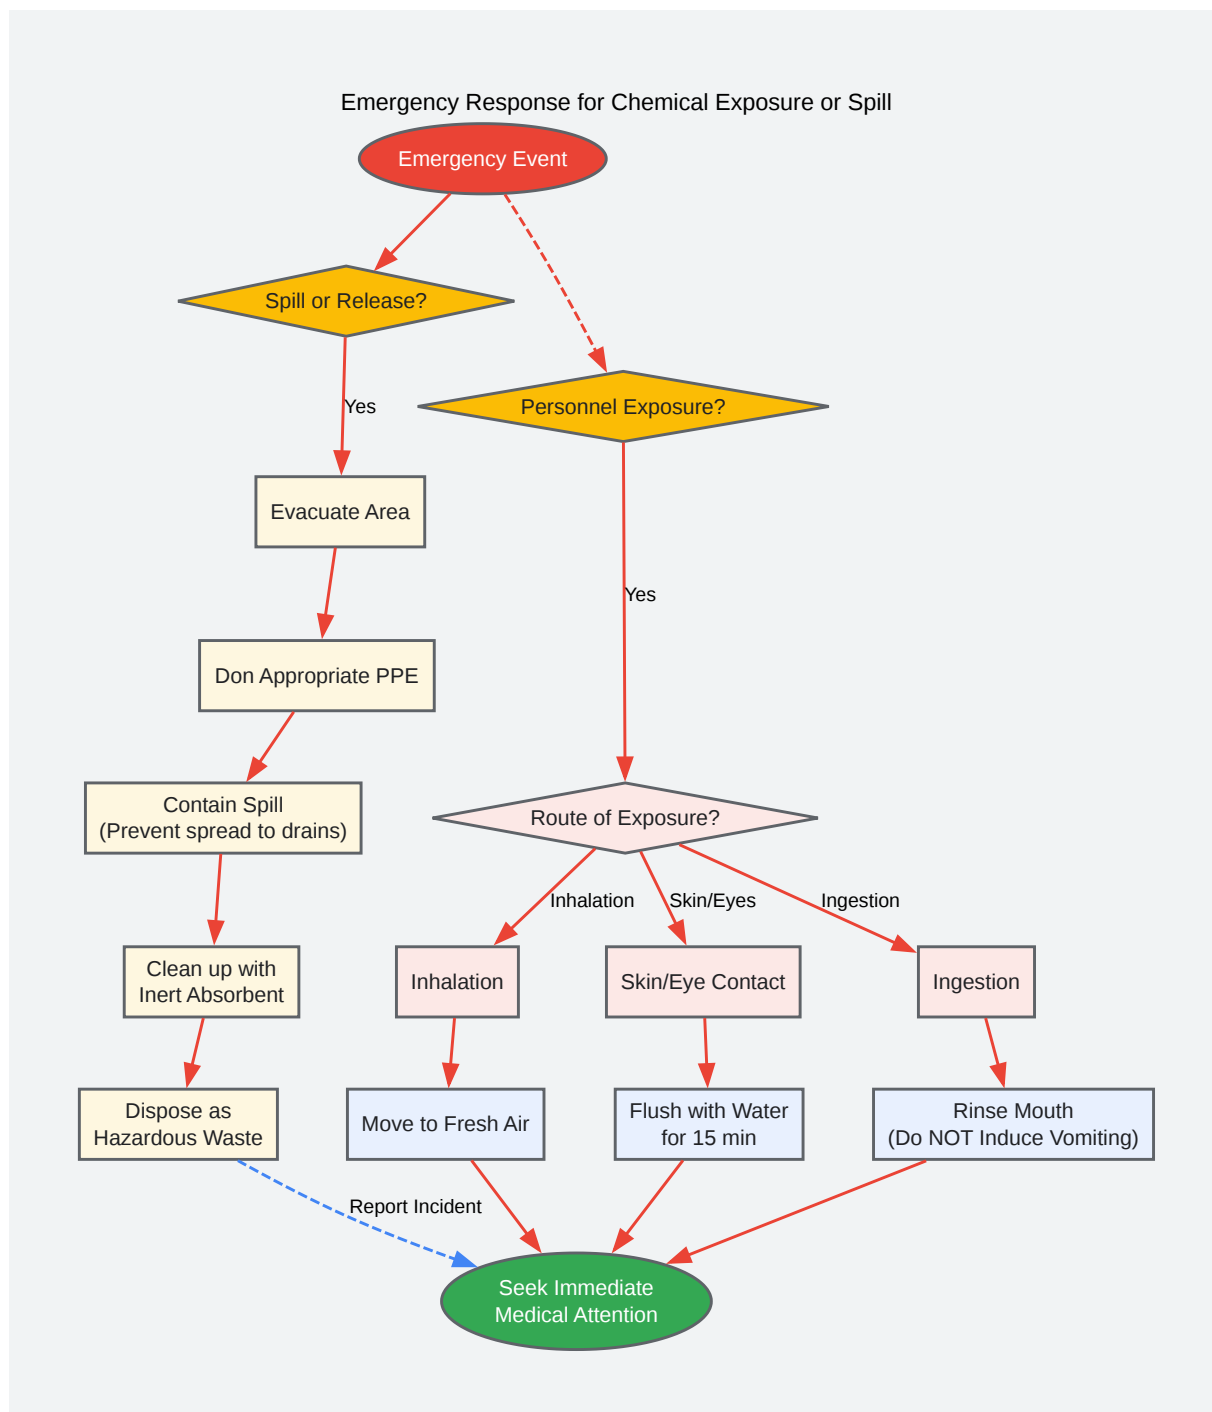 Emergency Response for Chemical Exposure or Spill
Emergency Event
Spill or Release?
Personnel Exposure?
Yes
Evacuate Area
Yes
Don Appropriate PPE
Contain Spill
(Prevent spread to drains)
Route of Exposure?
Inhalation
Skin/Eyes
Ingestion
Clean up with
Inert Absorbent
Inhalation
Skin/Eye Contact
Ingestion
Dispose as
Hazardous Waste
Move to Fresh Air
Flush with Water
for 15 min
Rinse Mouth
(Do NOT Induce Vomiting)
Report Incident
Seek Immediate
Medical Attention